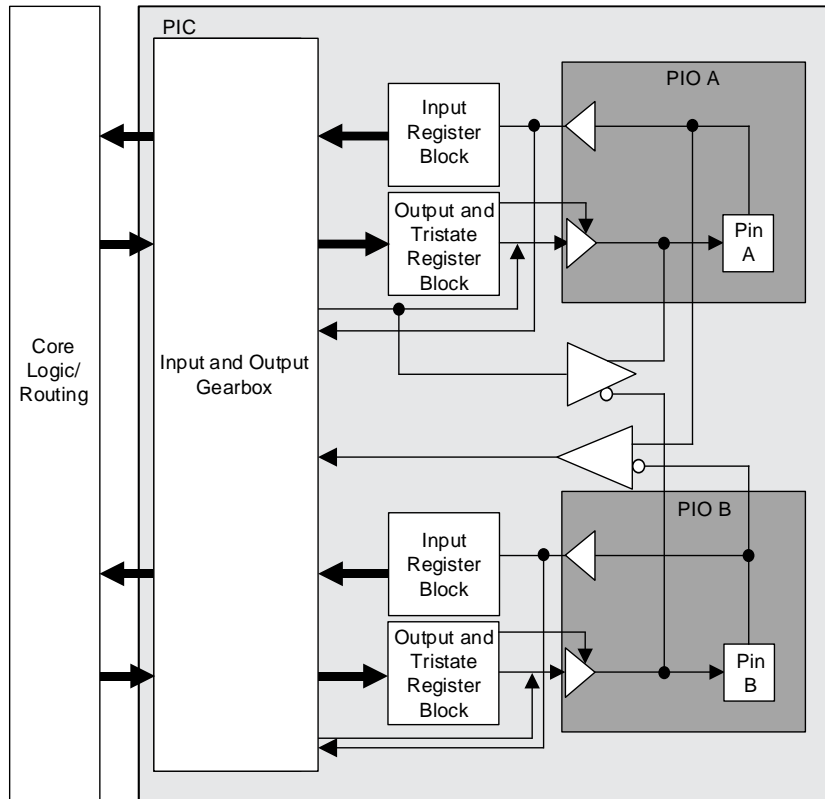 PIC
PIO A
Input
Register
Block
Output and
Tristate
Register
Block
Pin
A
Core
Logic/
Routing
Input and Output
Gearbox
PIO B
Input
Register
Block
Output and
Tristate
Register
Block
Pin
B